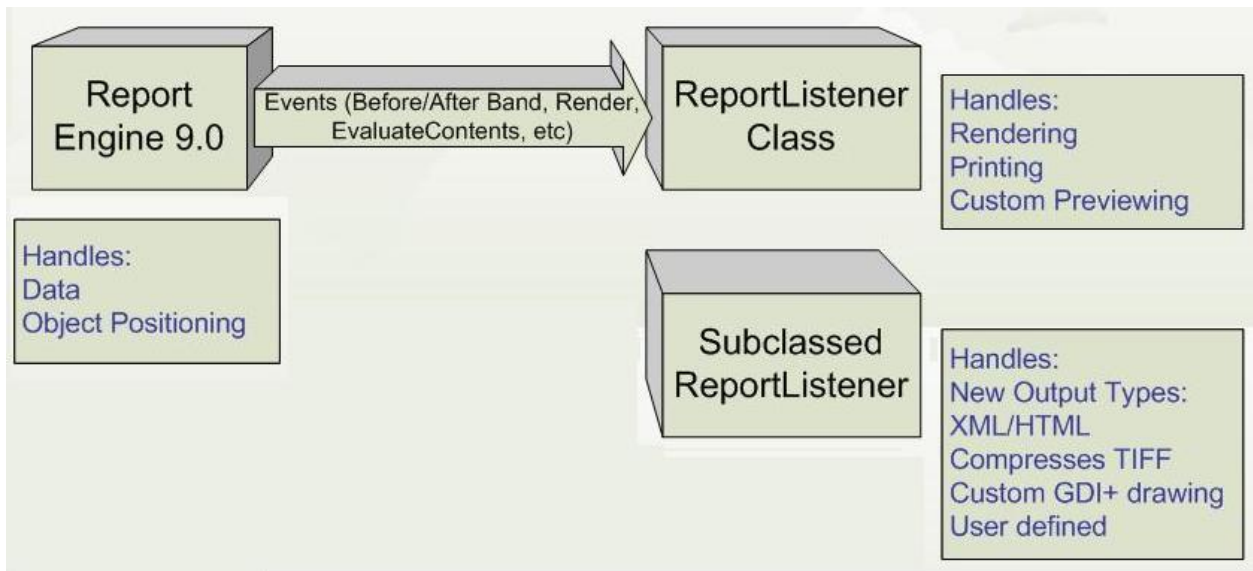 Report
Engine 9.0
Events (Before/After Band, Render,
EvaluateContents, etc)
ReportListener
Class
Handles:
Rendering
Printing
Custom Previewing
Handles:
Data
Object Positioning
Subclassed
ReportListener
Handles:
New Output Types:
XML/HTML
Compresses TIFF
Custom GDI+ drawing
User defined